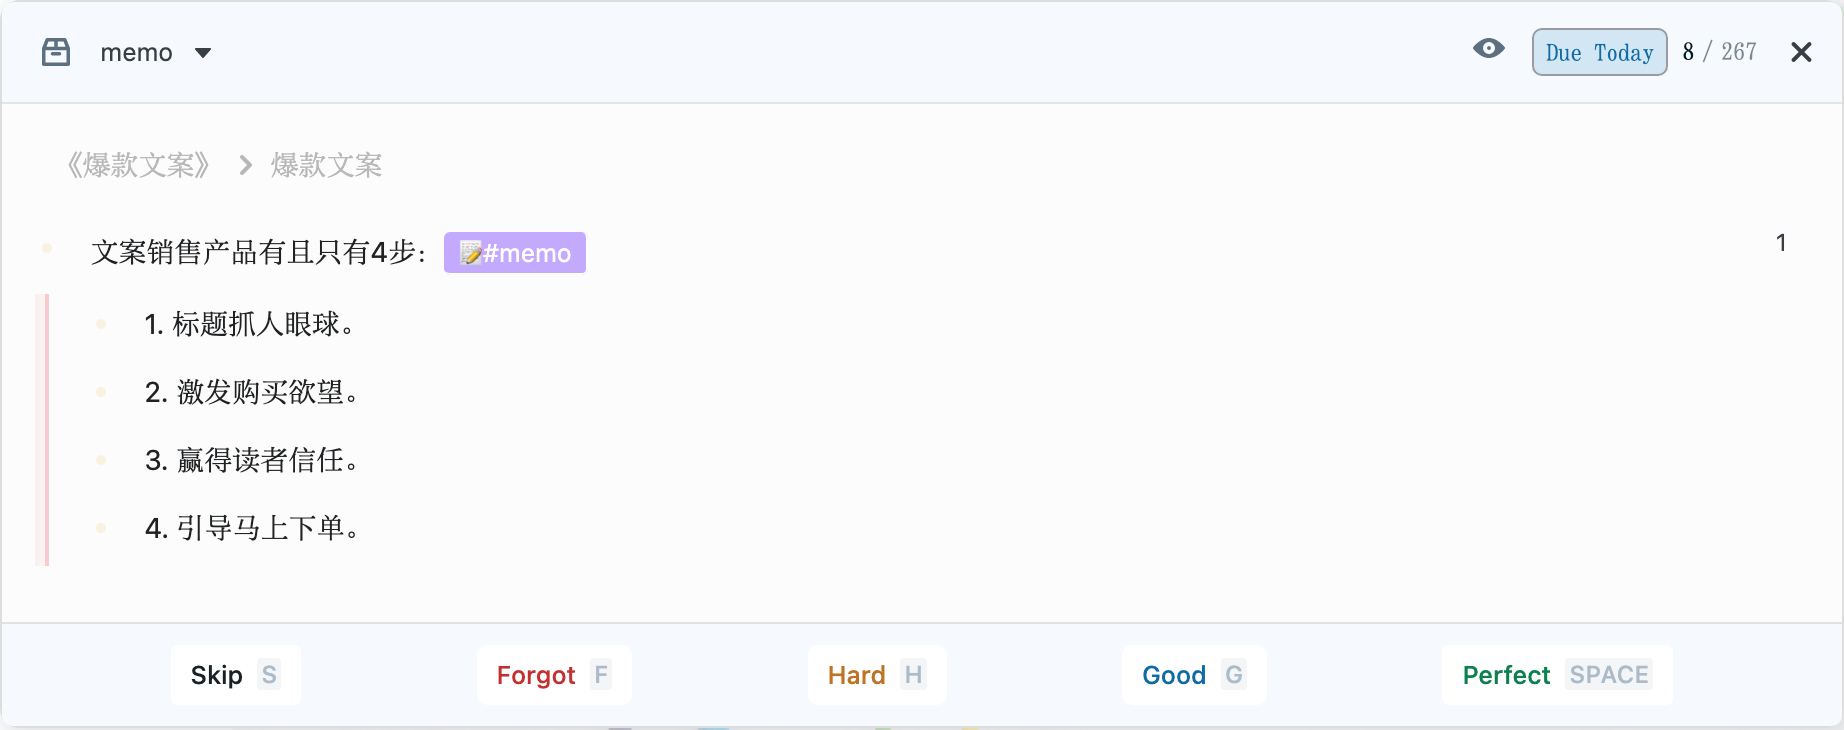 memo
Due Today 8 / 267
《爆款文案》 > 爆款文案
文案销售产品有且只有4步： 📝#memo 1
1. 标题抓人眼球。
2. 激发购买欲望。
3. 赢得读者信任。
4. 引导马上下单。
Skip S Forgot F Hard H Good G Perfect SPACE